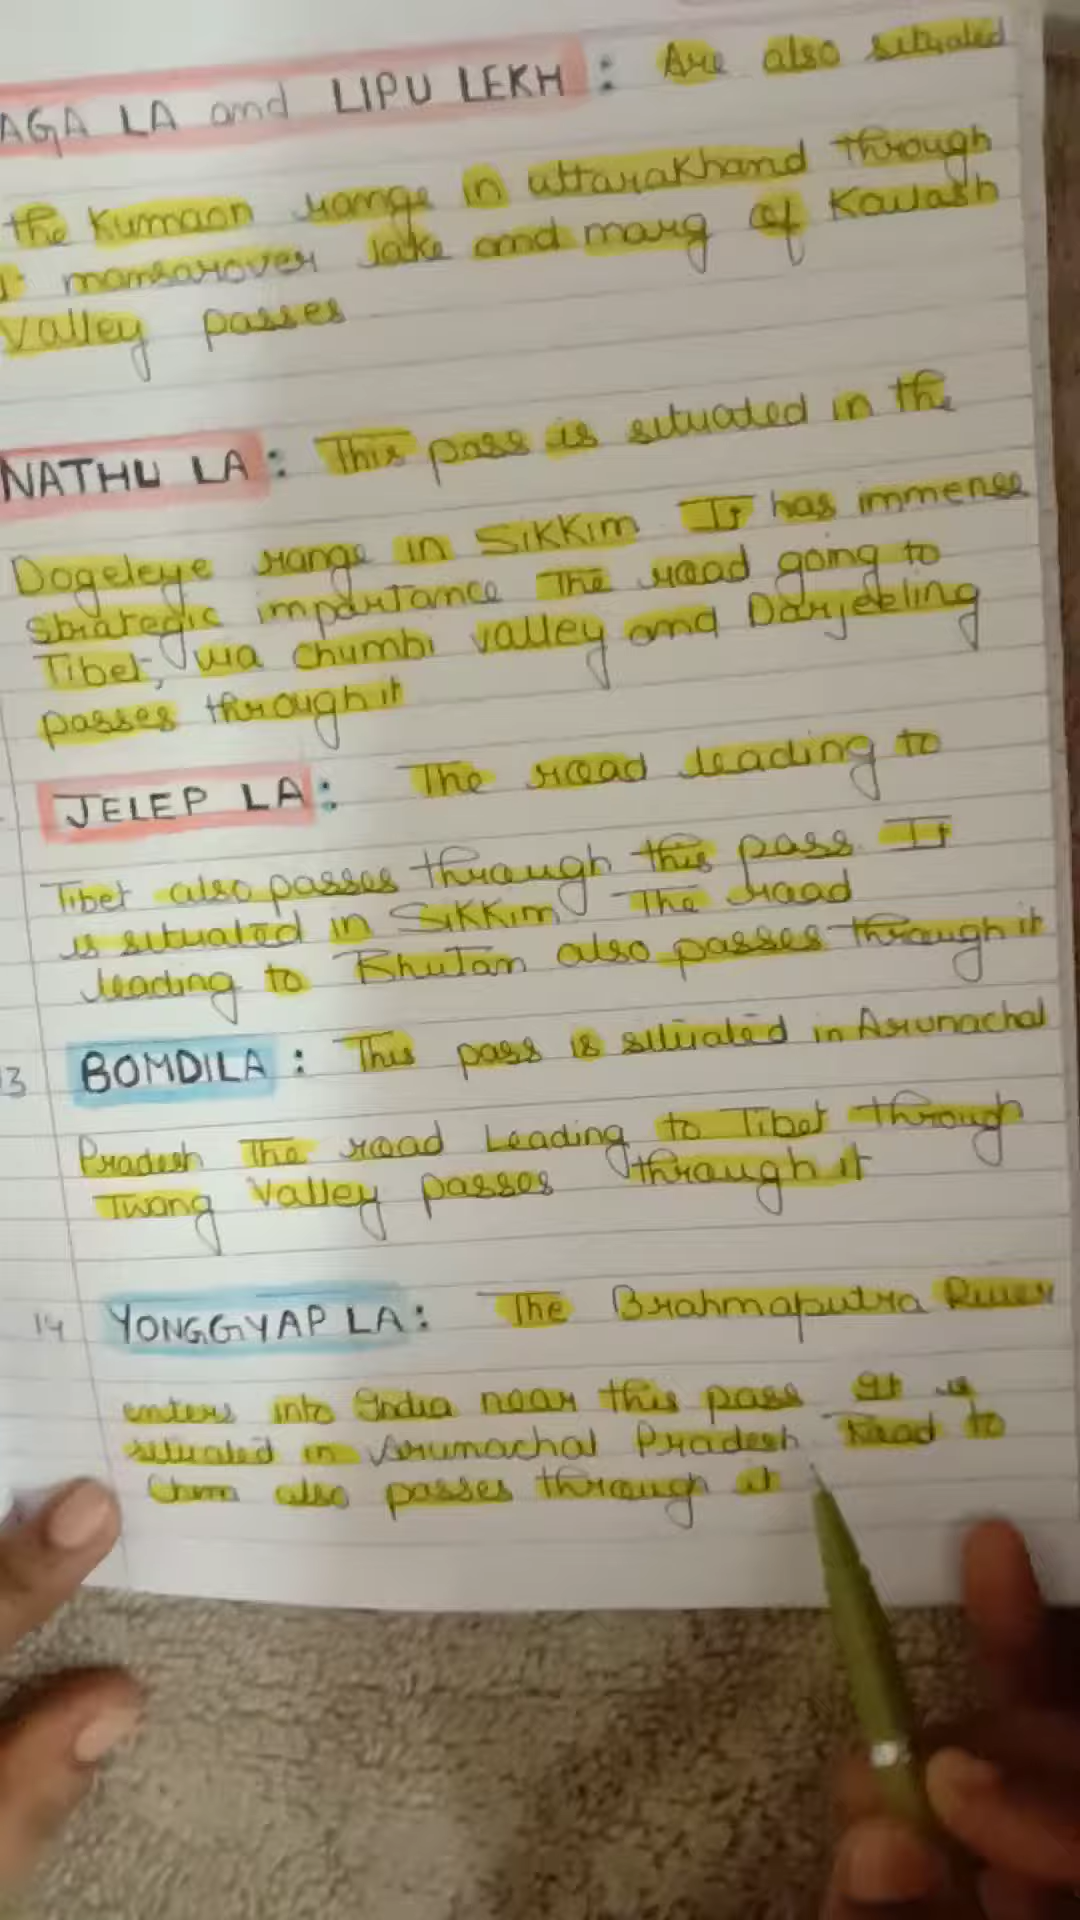 AGA LA and LIPU LEKH : Are also situated
the Kumaon range in uttarakhand through
mansarover lake and marg of Kailash
Valley passes
NATHU LA : This pass is situated in the
Dogeleye range in SIKKIM It has immense
strategic importance The road going to
Tibet, via chumbi valley and Darjeeling
passes through it
JELEP LA : The road leading to
Tibet also passes through this pass It
is situated in SIKKIM The road
leading to Bhutan also passes through it
13 BOMDILA : This pass is situated in Arunachal
Pradesh The road Leading to Tibet through
Twang Valley passes through it
14 YONGGYAP LA : The Brahmaputra River
enters into India near this pass It is
situated in Arunachal Pradesh Road to
also passes through it